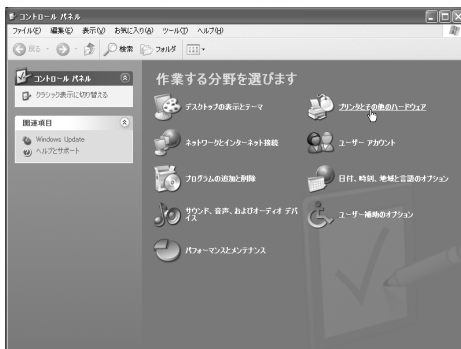 コントロール パネル
ファイル(F) 編集(E) 表示(V) お気に入り(A) ツール(T) ヘルプ(H)
戻る 検索 フォルダ
コントロール パネル
クラシック表示に切り替える
関連項目
Windows Update
ヘルプとサポート
作業する分野を選びます
デスクトップの表示とテーマ
プリンタとその他のハードウェア
ネットワークとインターネット接続
ユーザー アカウント
プログラムの追加と削除
日付、時刻、地域と言語のオプション
サウンド、音声、およびオーディオ デバ
イス
ユーザー補助のオプション
パフォーマンスとメンテナンス